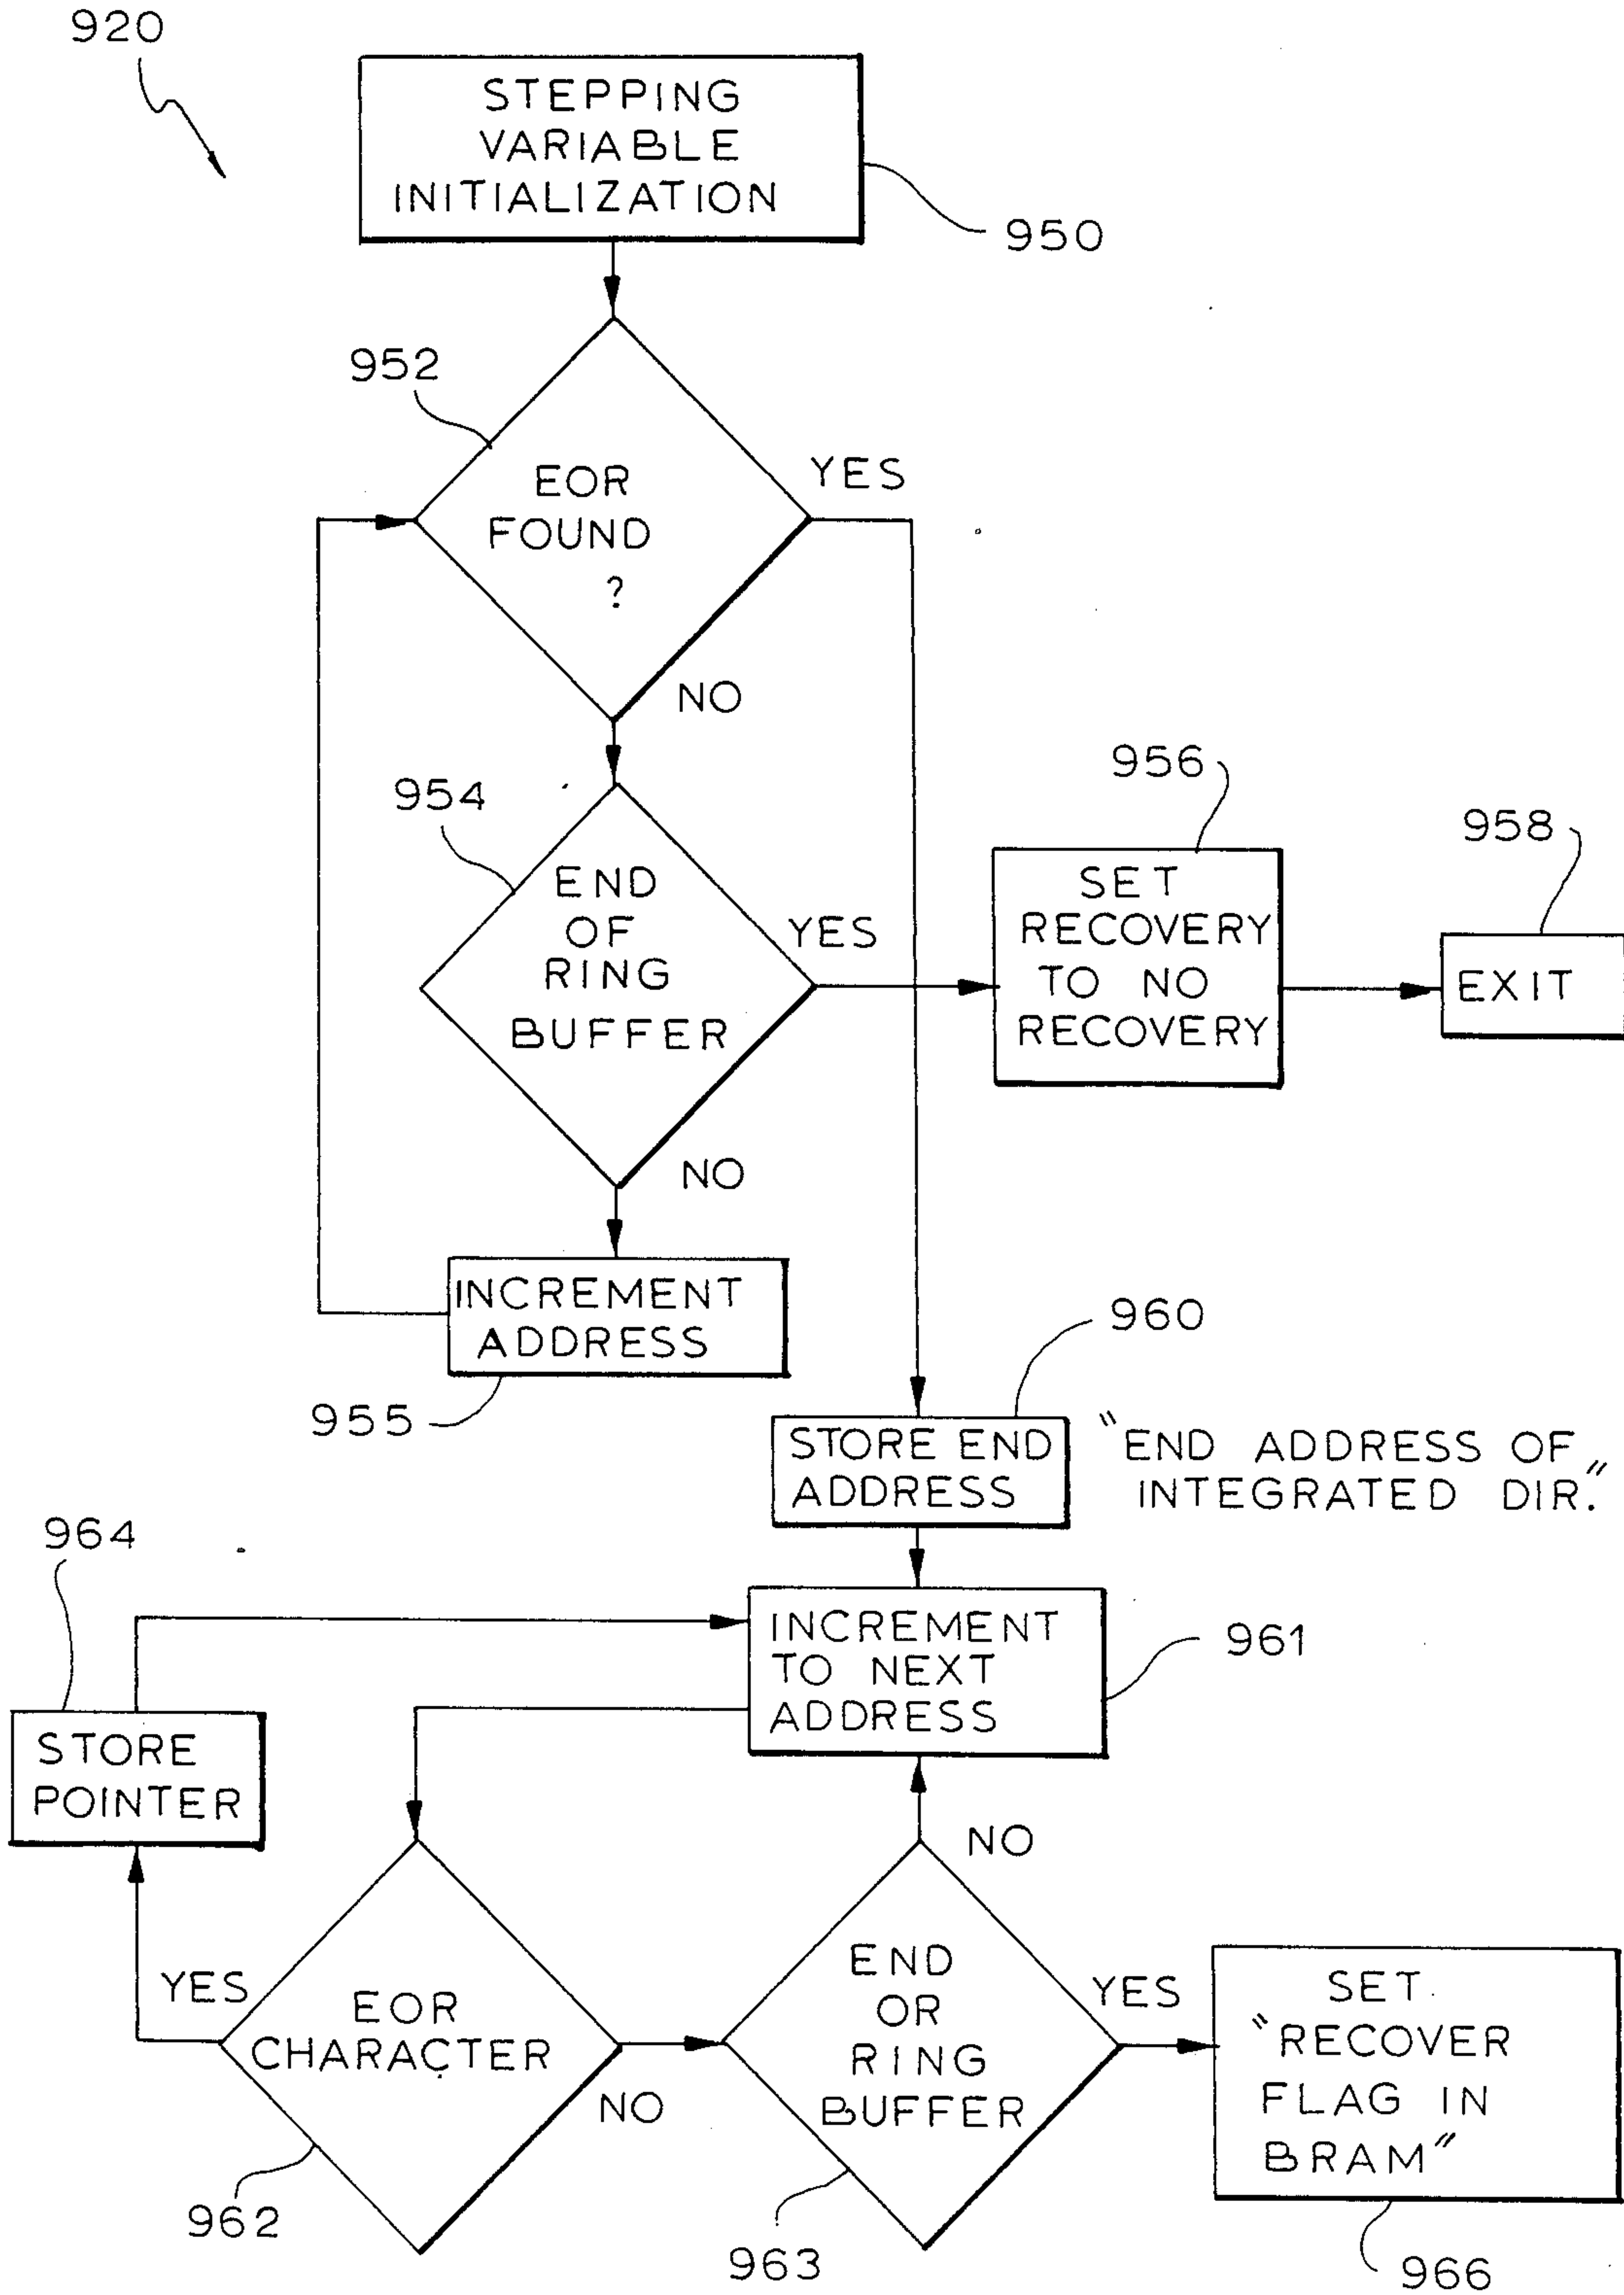 920
STEPPING
VARIABLE
INITIALIZATION
950
952
EOR
FOUND
?
YES
NO
954
END
OF
RING
BUFFER
YES
NO
956
SET
RECOVERY
TO NO
RECOVERY
958
EXIT
INCREMENT
ADDRESS
955
960
STORE END
ADDRESS
"END ADDRESS OF
INTEGRATED DIR."
964
STORE
POINTER
INCREMENT
TO NEXT
ADDRESS
961
YES
EOR
CHARACTER
NO
962
NO
END
OR
RING
BUFFER
YES
963
SET
"RECOVER
FLAG IN
BRAM"
966